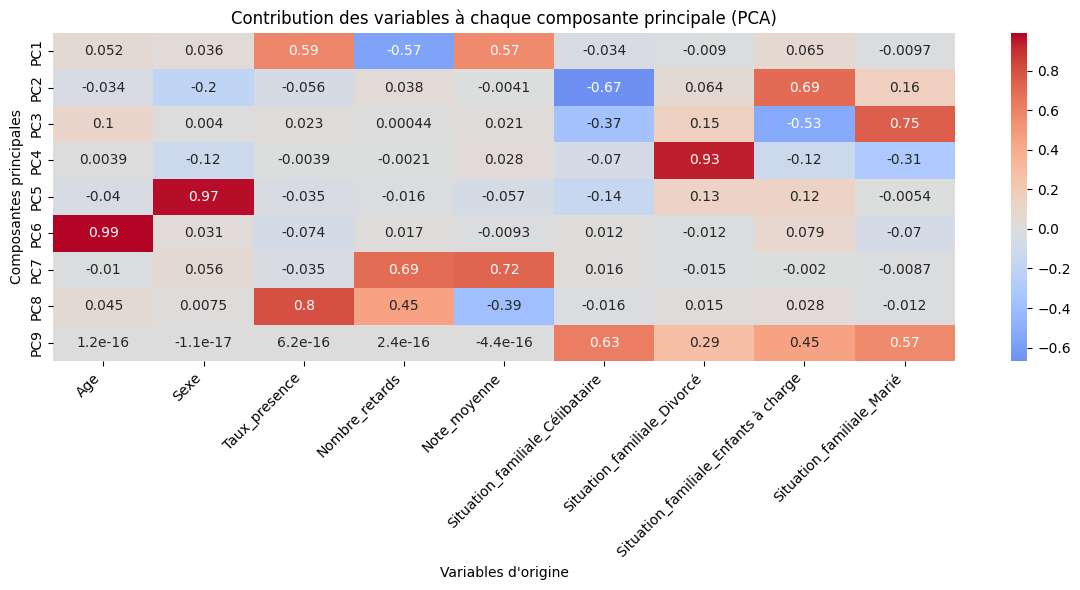 Contribution des variables à chaque composante principale (PCA)
Composantes principales
PC1 0.052 0.036 0.59 -0.57 0.57 -0.034 -0.009 0.065 -0.0097
PC2 -0.034 -0.2 -0.056 0.038 -0.0041 -0.67 0.064 0.69 0.16
PC3 0.1 0.004 0.023 0.00044 0.021 -0.37 0.15 -0.53 0.75
PC4 0.0039 -0.12 -0.0039 -0.0021 0.028 -0.07 0.93 -0.12 -0.31
PC5 -0.04 0.97 -0.035 -0.016 -0.057 -0.14 0.13 0.12 -0.0054
PC6 0.99 0.031 -0.074 0.017 -0.0093 0.012 -0.012 0.079 -0.07
PC7 -0.01 0.056 -0.035 0.69 0.72 0.016 -0.015 -0.002 -0.0087
PC8 0.045 0.0075 0.8 0.45 -0.39 -0.016 0.015 0.028 -0.012
PC9 1.2e-16 -1.1e-17 6.2e-16 2.4e-16 -4.4e-16 0.63 0.29 0.45 0.57
Age
Sexe
Taux_presence
Nombre_retards
Note_moyenne
Situation_familiale_Célibataire
Situation_familiale_Divorcé
Situation_familiale_Enfants à charge
Situation_familiale_Marié
Variables d'origine
0.8
0.6
0.4
0.2
0.0
−0.2
−0.4
−0.6